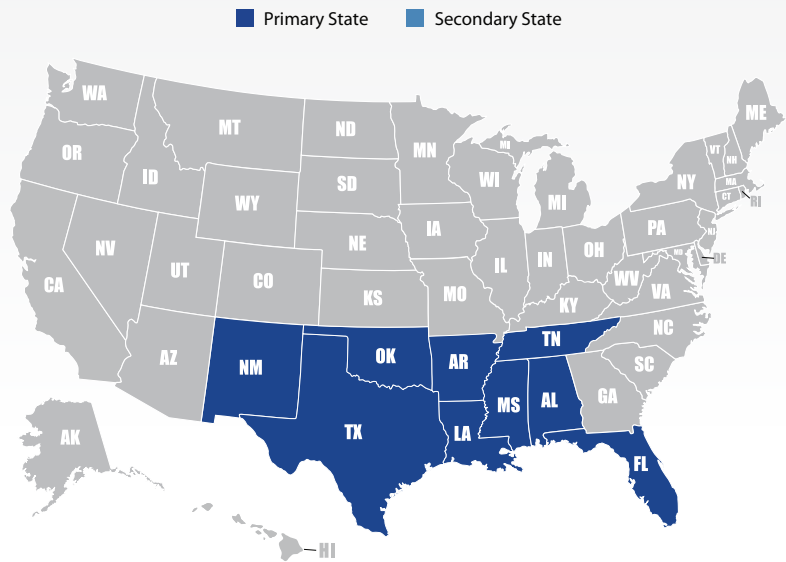 Primary State
Secondary State
WA
MT
ND
MN
MI
ME
VT
NH
OR
ID
SD
WI
MI
NY
MA
CT
RI
WY
NV
NE
IA
PA
NJ
UT
CO
IL
IN
OH
MD
DE
CA
KS
MO
WV
VA
KY
NC
AZ
NM
OK
AR
TN
SC
TX
LA
MS
AL
GA
AK
FL
HI